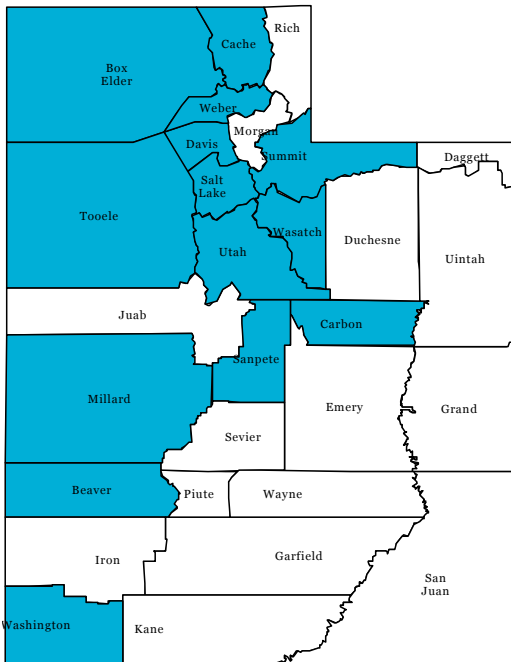 Rich
Cache
Box
Elder
Weber
Morgan
Davis
Summit
Daggett
Salt
Lake
Tooele
Wasatch
Duchesne
Utah
Uintah
Juab
Carbon
Sanpete
Millard
Emery
Grand
Sevier
Beaver
Piute
Wayne
Iron
Garfield
San
Juan
Washington
Kane